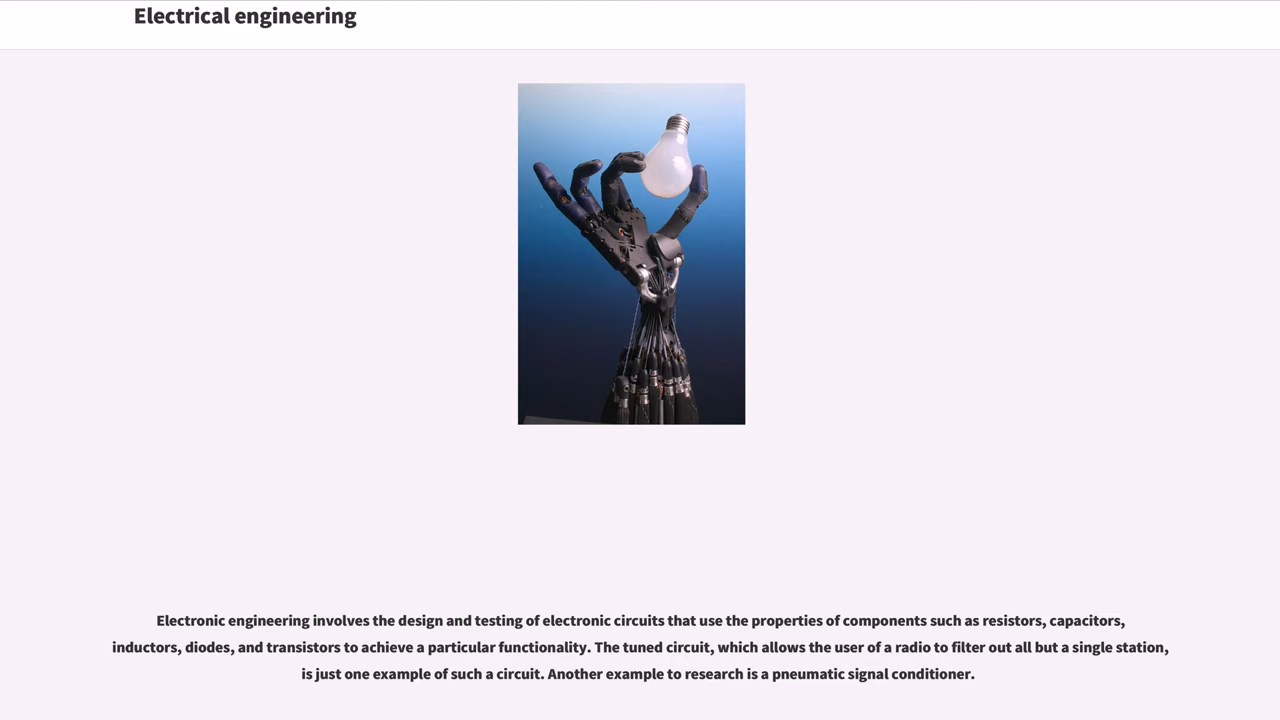 Electrical engineering
Electronic engineering involves the design and testing of electronic circuits that use the properties of components such as resistors, capacitors,
inductors, diodes, and transistors to achieve a particular functionality. The tuned circuit, which allows the user of a radio to filter out all but a single station,
is just one example of such a circuit. Another example to research is a pneumatic signal conditioner.